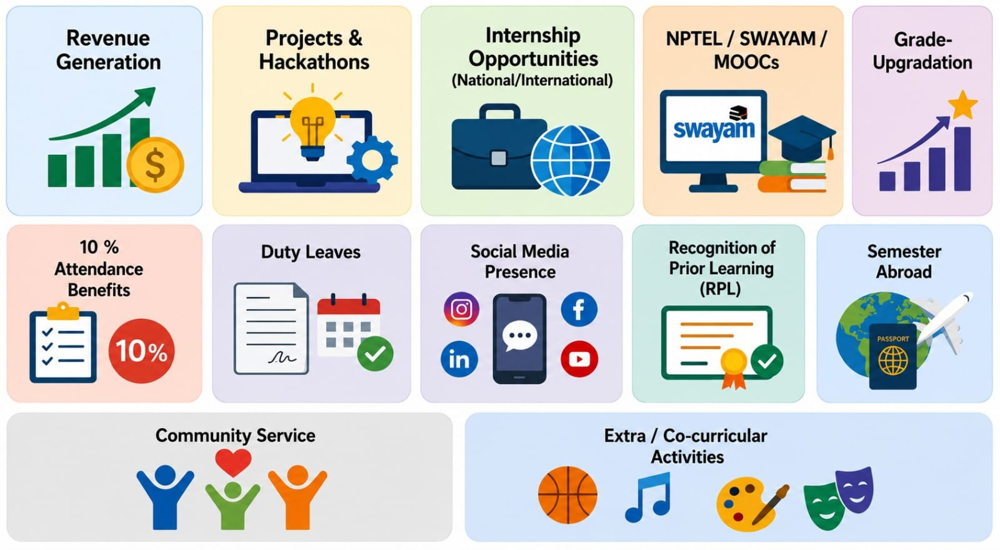 Revenue
Generation
$
Projects &
Hackathons
Internship
Opportunities
(National/International)
NPTEL / SWAYAM /
MOOCs
swayam
Grade-
Upgradation
10 %
Attendance
Benefits
10%
Duty Leaves
Social Media
Presence
f
in
Recognition of
Prior Learning
(RPL)
Semester
Abroad
PASSPORT
Community Service
Extra / Co-curricular
Activities